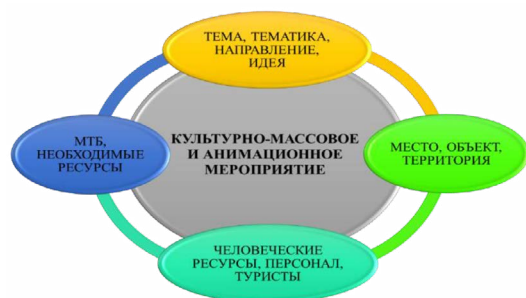 ТЕМА, ТЕМАТИКА,
НАПРАВЛЕНИЕ,
ИДЕЯ
МТБ,
НЕОБХОДИМЫЕ
РЕСУРСЫ
КУЛЬТУРНО-МАССОВОЕ
И АНИМАЦИОННОЕ
МЕРОПРИЯТИЕ
МЕСТО, ОБЪЕКТ,
ТЕРРИТОРИЯ
ЧЕЛОВЕЧЕСКИЕ
РЕСУРСЫ, ПЕРСОНАЛ,
ТУРИСТЫ